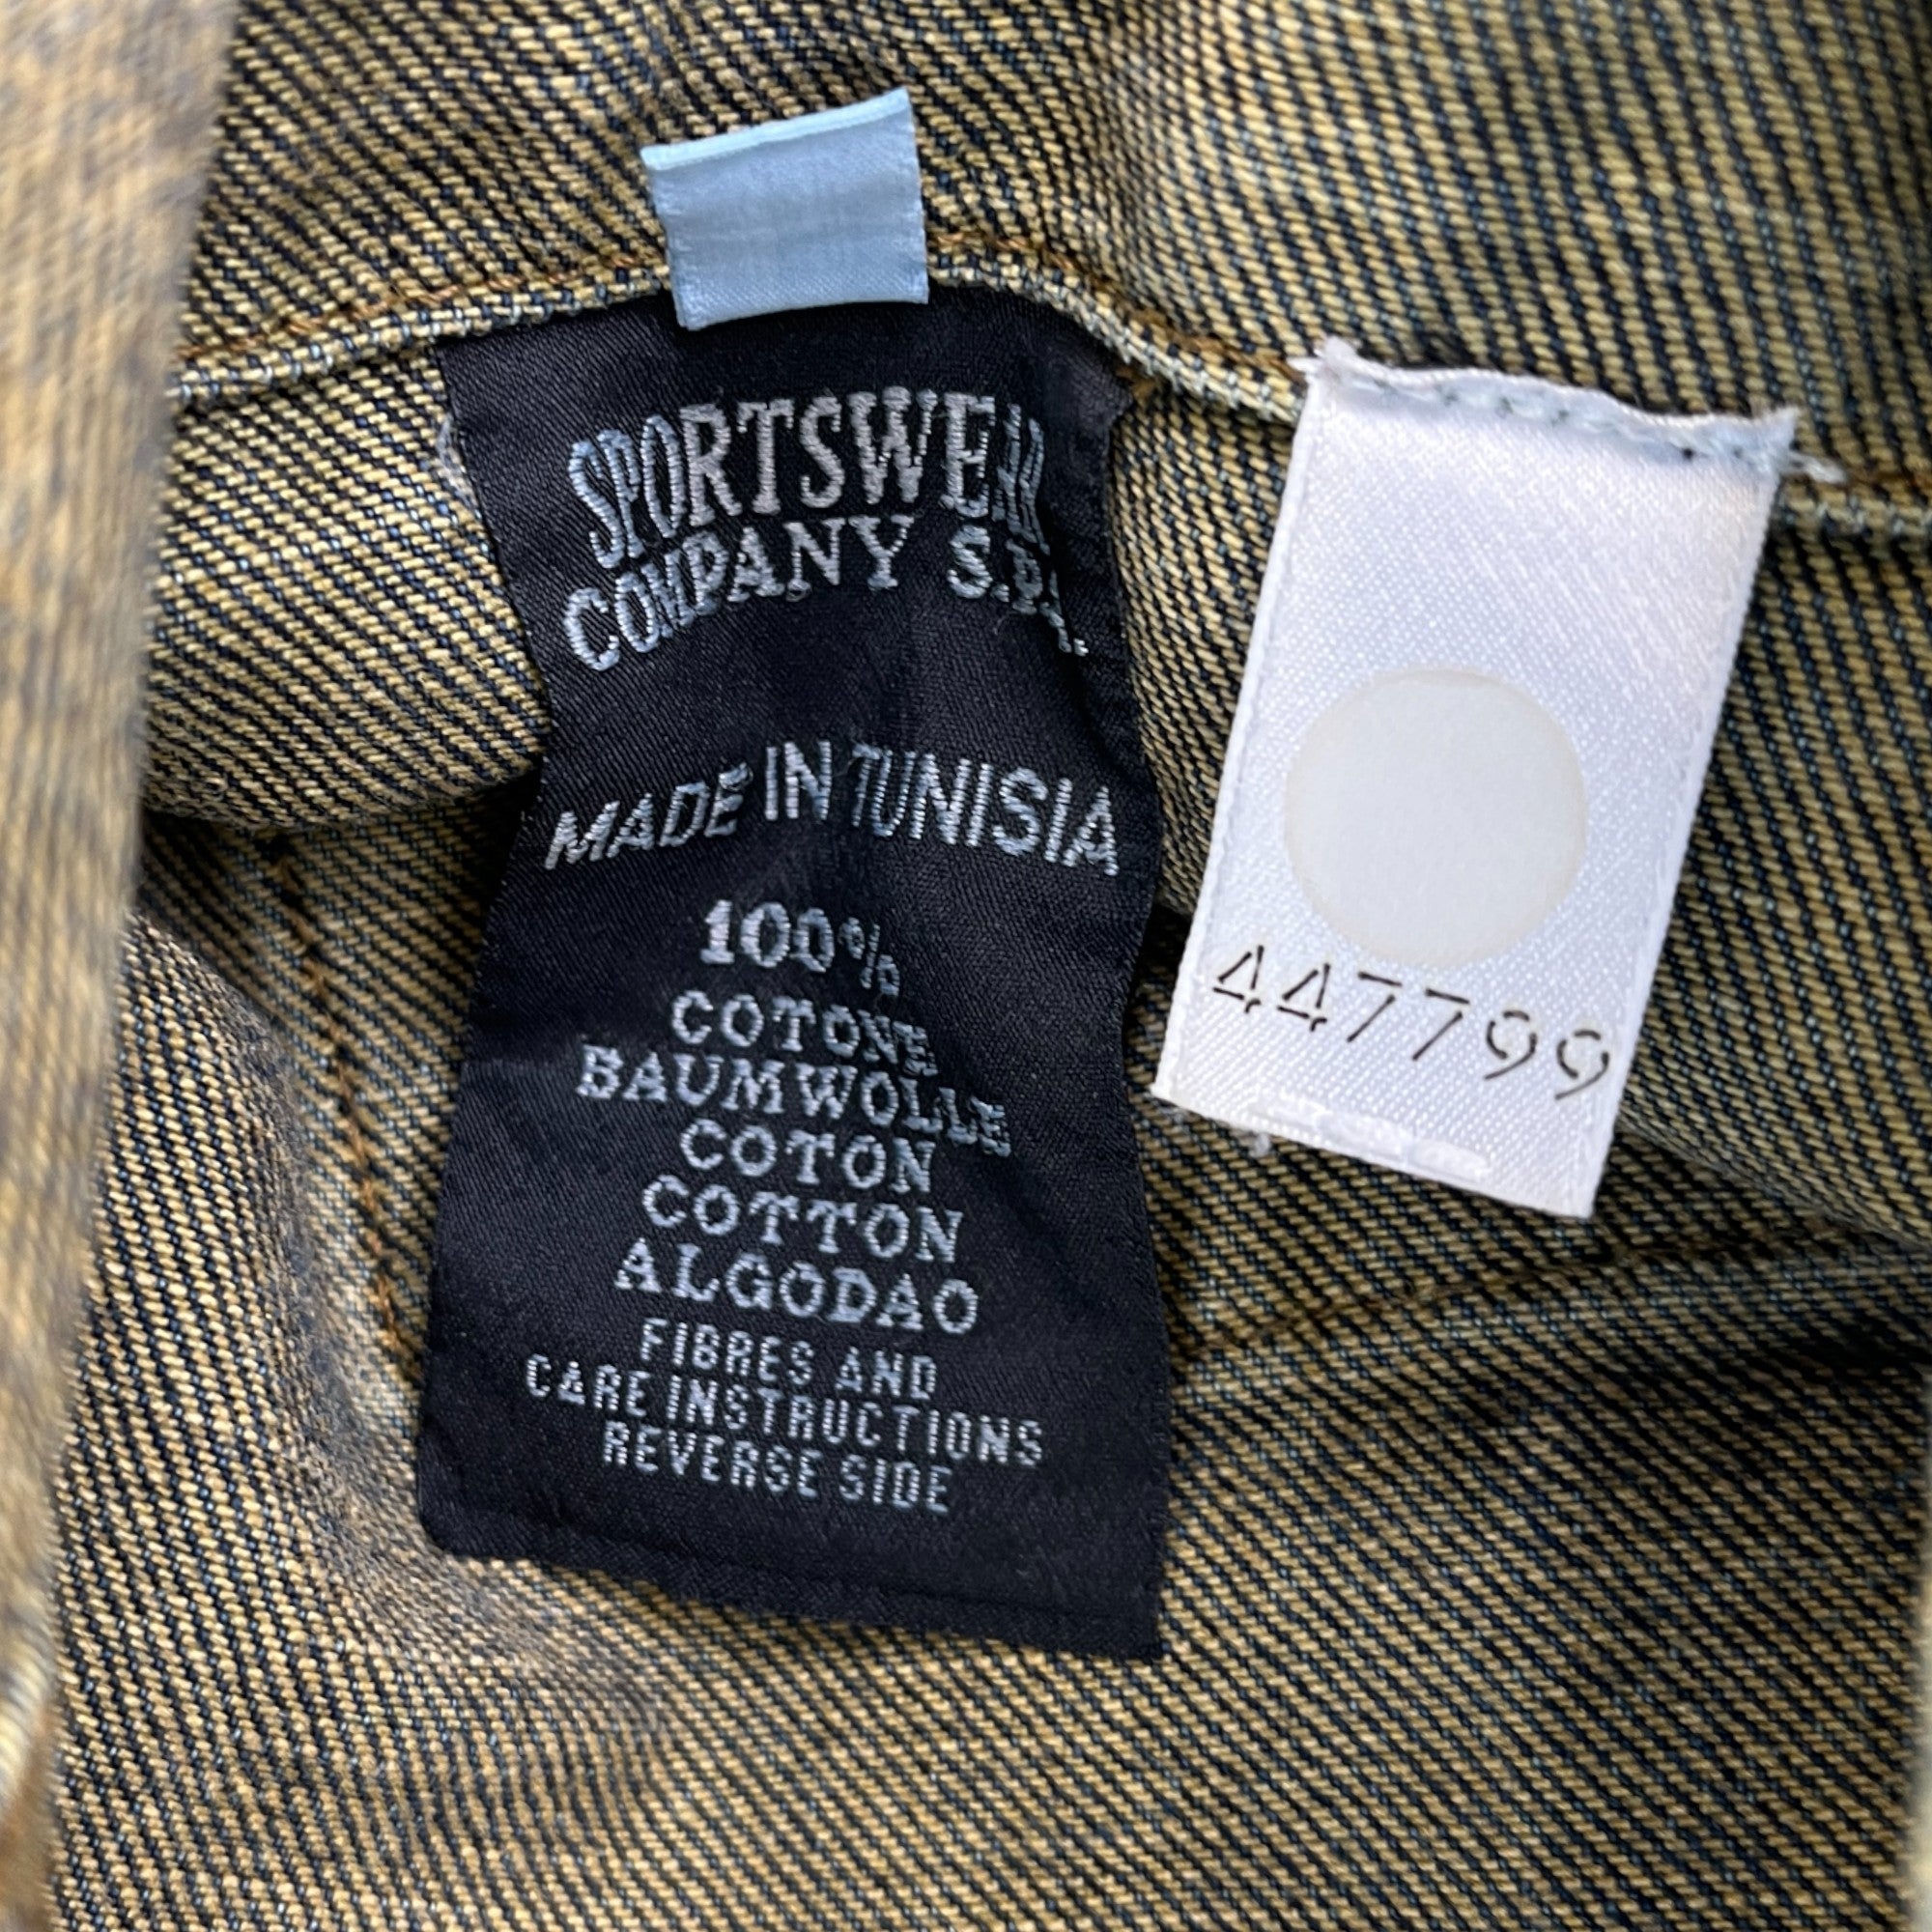 SPORTSWEAR
COMPANY S.P.A.
MADE IN TUNISIA
100%
COTONE
BAUMWOLLE
COTON
COTTON
ALGODAO
FIBRES AND
CARE INSTRUCTIONS
REVERSE SIDE
447799